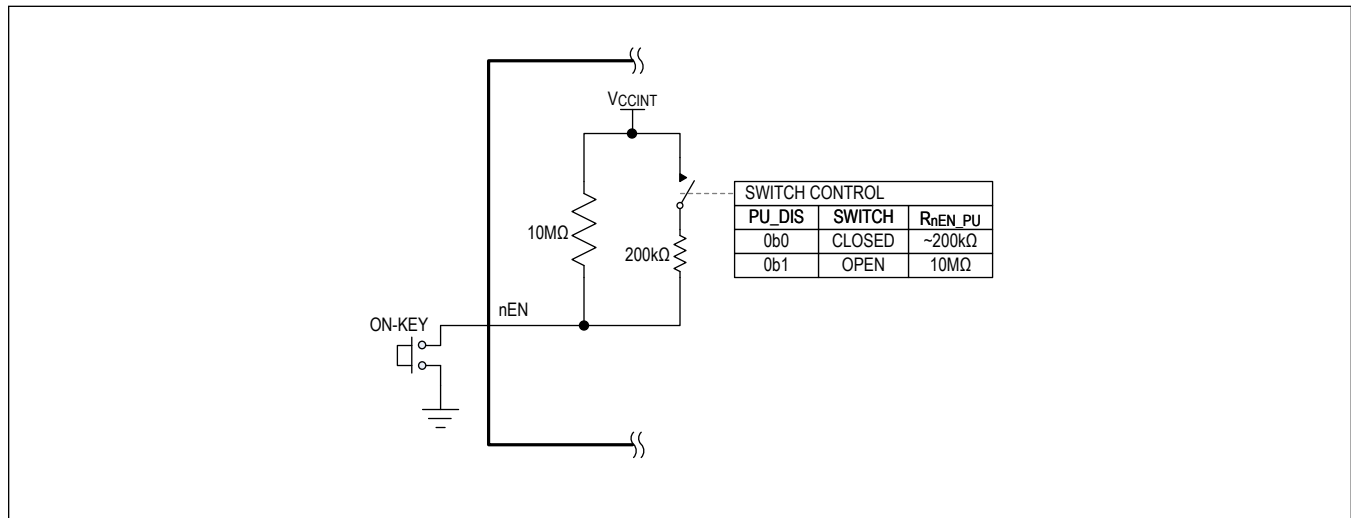 VCCINT
10MΩ
200kΩ
nEN
ON-KEY
SWITCH CONTROL
PU_DIS SWITCH RnEN_PU
0b0 CLOSED ~200kΩ
0b1 OPEN 10MΩ